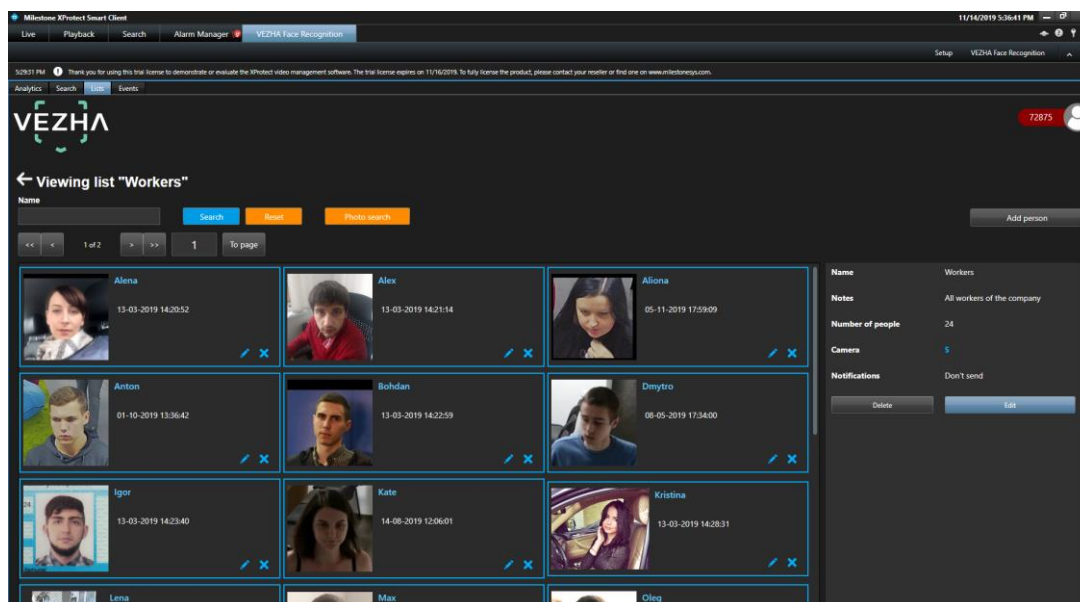 Milestone XProtect Smart Client
11/14/2019 5:36:41 PM
Live Playback Search Alarm Manager VEZHA Face Recognition
Setup VEZHA Face Recognition
5:29:31 PM Thank you for using this trial license to demonstrate or evaluate the XProtect video management software. The trial license expires on 11/16/2019. To fully license the product, please contact your reseller or find one on www.milestonesys.com.
Analytics Search Lists Events
VEZHA
72875
Viewing list "Workers"
Name
Search Reset Photo search
Add person
<< < 1 of 2 > >> 1 To page
Alena
13-03-2019 14:20:52
Alex
13-03-2019 14:21:14
Aliona
05-11-2019 17:59:09
Anton
01-10-2019 13:36:42
Bohdan
13-03-2019 14:22:59
Dmytro
08-05-2019 17:34:00
Igor
13-03-2019 14:23:40
Kate
14-08-2019 12:06:01
Kristina
13-03-2019 14:28:31
Lena
Max
Oleg
Name Workers
Notes All workers of the company
Number of people 24
Camera 5
Notifications Don't send
Delete Edit